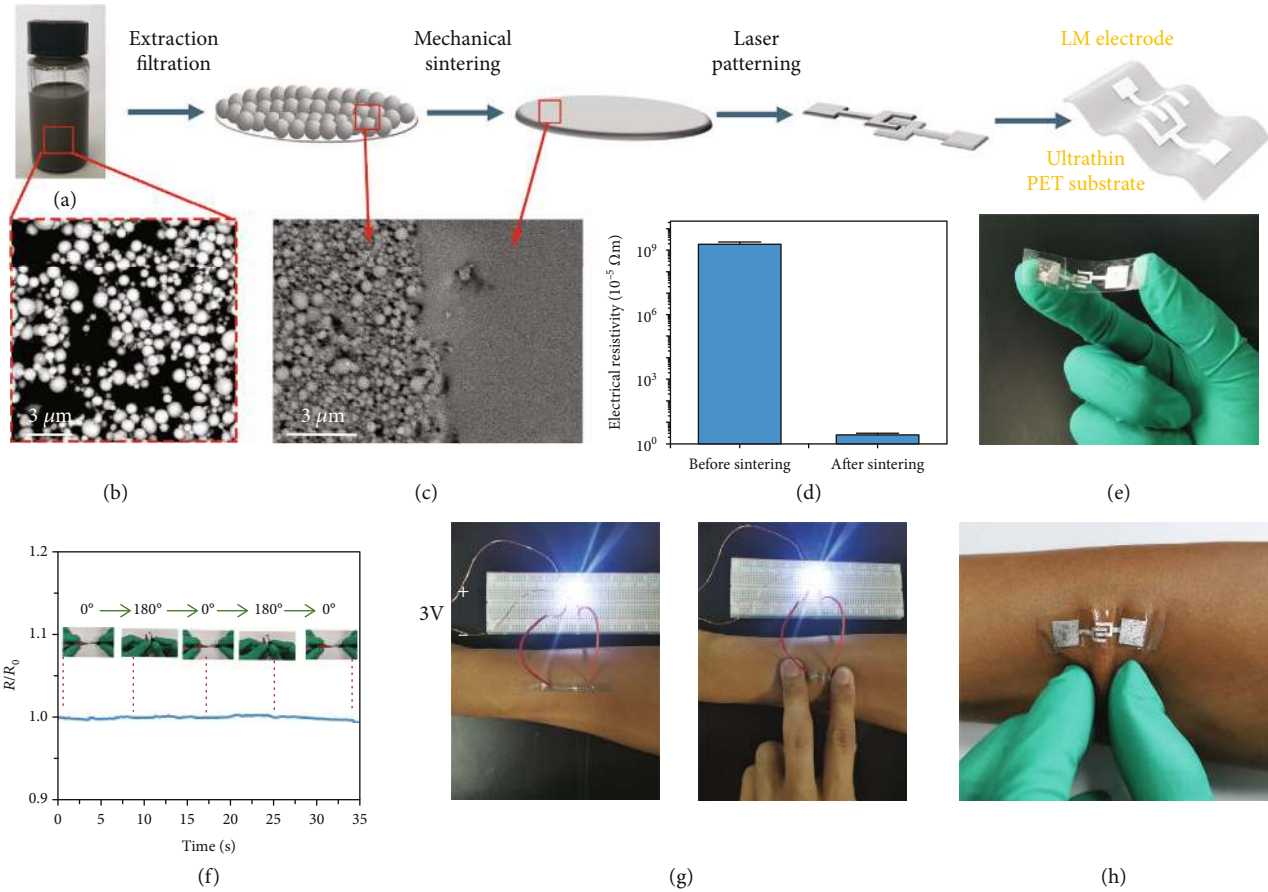 Extraction
filtration
Mechanical
sintering
Laser
patterning
LM electrode
Ultrathin
PET substrate
(a)
3 μm
(b)
3 μm
(c)
Electrical resistivity (10⁻⁵ Ωm)
10⁹
10⁶
10³
10⁰
Before sintering
After sintering
(d)
(e)
R/R₀
1.2
1.1
1.0
0.9
0° 180° 0° 180° 0°
0 5 10 15 20 25 30 35
Time (s)
(f)
3V
+
–
(g)
(h)